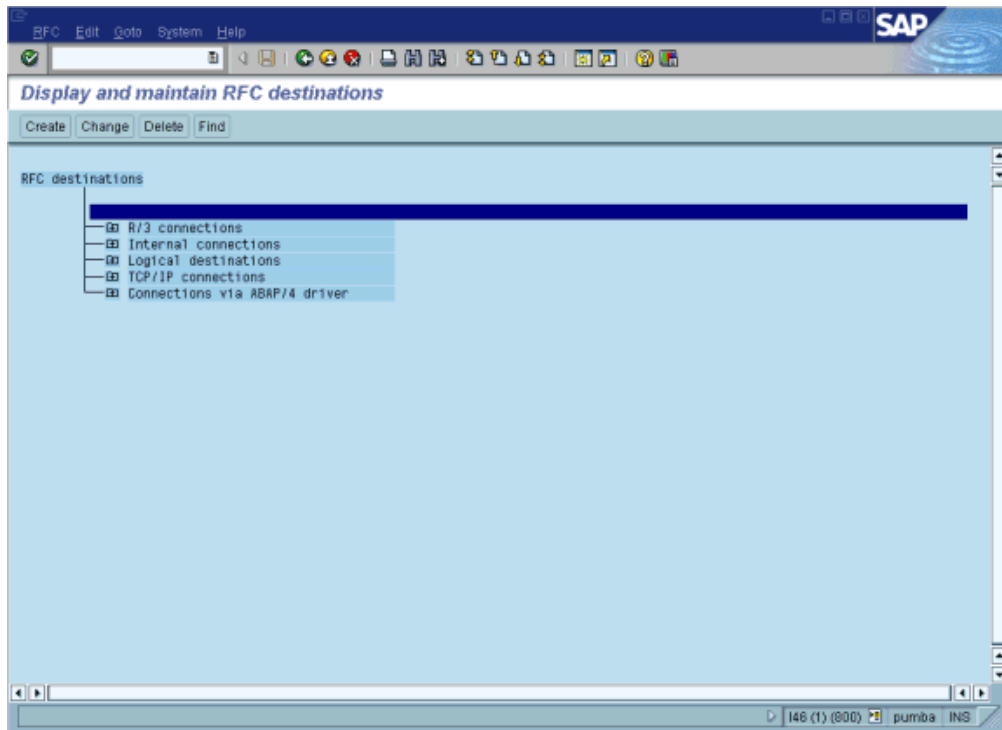 RFC Edit Goto System Help
SAP
Display and maintain RFC destinations
Create Change Delete Find
RFC destinations
R/3 connections
Internal connections
Logical destinations
TCP/IP connections
Connections via ABAP/4 driver
I46 (1) (800) pumba INS